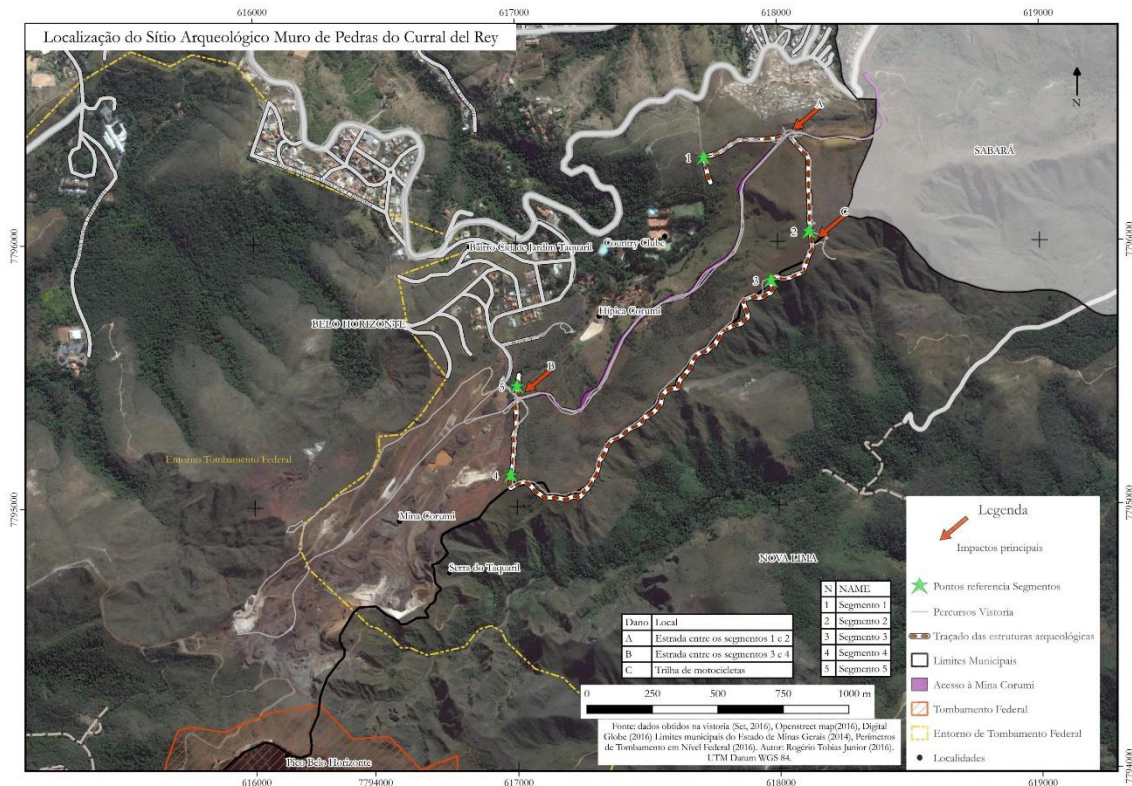 616000
617000
618000
619000
Localização do Sítio Arqueológico Muro de Pedras do Curral del Rey
N
A
1
SABARÁ
C
2
7796000
7796000
Bairro Cidade Jardim Taquaril
Country Clube
3
Hípica Corumi
BELO HORIZONTE
5
B
Entorno Tombamento Federal
4
7795000
7795000
Mina Corumi
Serra do Taquaril
NOVA LIMA
Legenda
Impactos principais
Pontos referencia Segmentos
Percursos Vistoria
Traçado das estruturas arqueológicas
Limites Municipais
Acesso à Mina Corumi
Tombamento Federal
Entorno de Tombamento Federal
Localidades
N NAME
1 Segmento 1
2 Segmento 2
3 Segmento 3
4 Segmento 4
5 Segmento 5
Dano Local
A Estrada entre os segmentos 1 e 2
B Estrada entre os segmentos 3 e 4
C Trilha de motocicletas
0 250 500 750 1000 m
Fonte: dados obtidos na vistoria (Set, 2016), Openstreet map(2016), Digital
Globe (2016) Limites municipais do Estado de Minas Gerais (2014), Perímetros
de Tombamento em Nível Federal (2016). Autor: Rogério Tobias Junior (2016).
UTM Datum WGS 84.
Pico Belo Horizonte
7794000
616000
7794000
617000
618000
619000